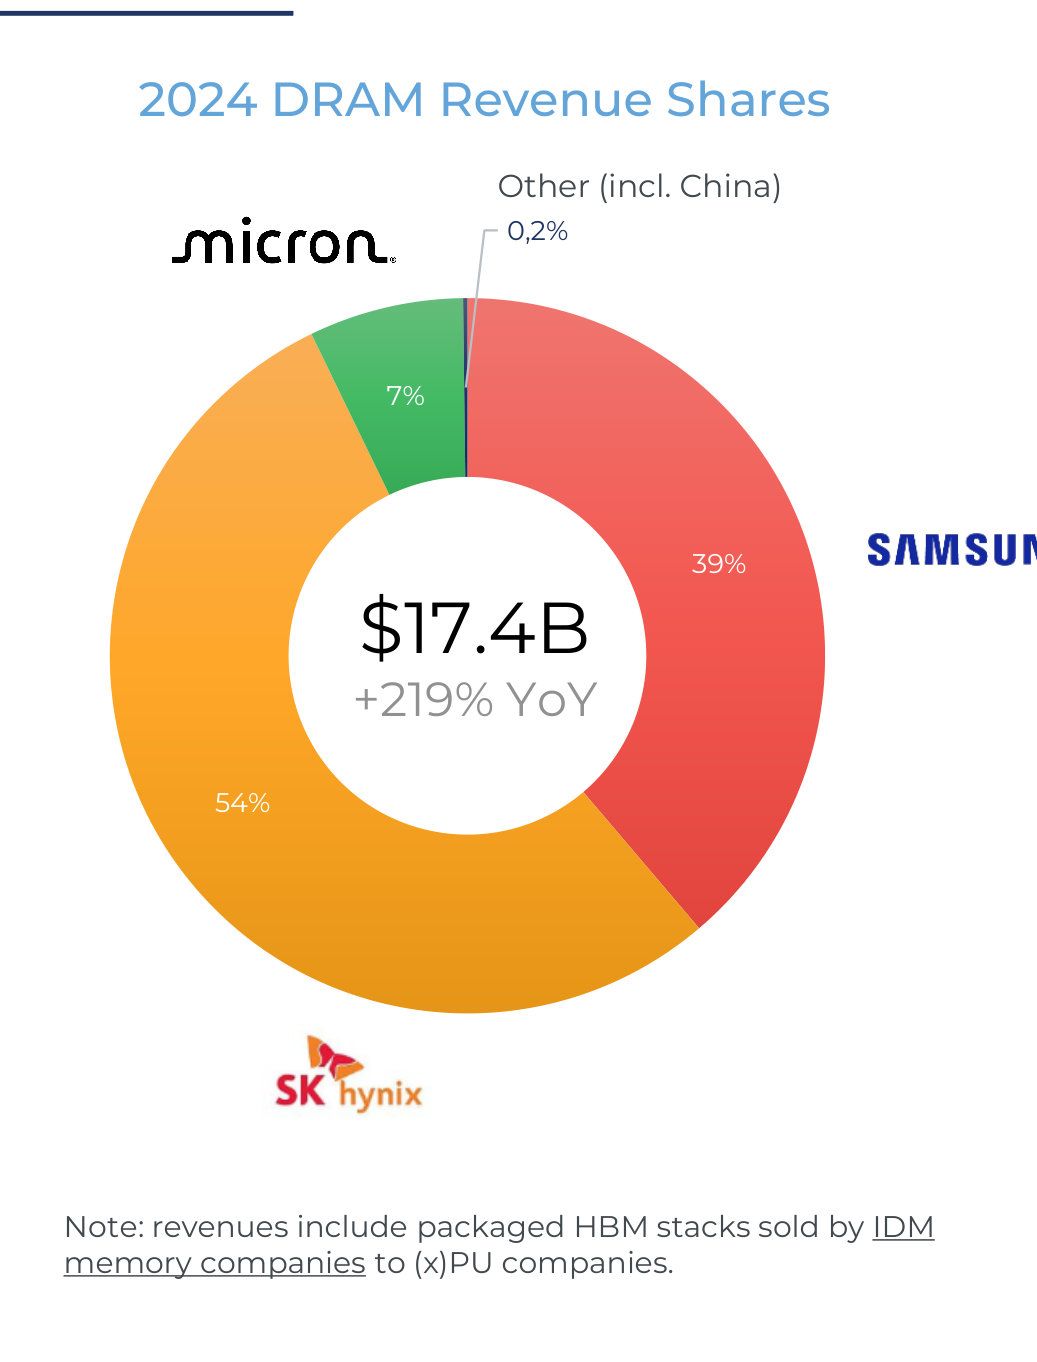 2024 DRAM Revenue Shares
Other (incl. China)
0,2%
micron®
7%
39%
SAMSUN
$17.4B
+219% YoY
54%
SK hynix
Note: revenues include packaged HBM stacks sold by IDM
memory companies to (x)PU companies.